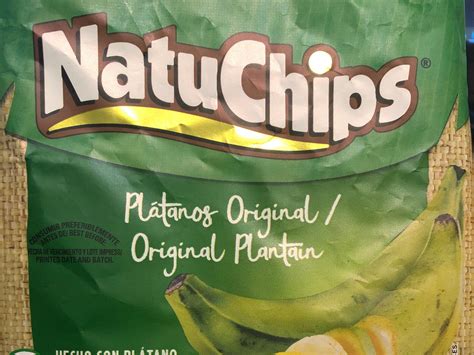 NatuChips®
Plátanos Original /
Original Plantain
CONSUMA PREFERIBLEMENTE
ANTES DE/BEST BEFORE:
FECHA DE VENCIMIENTO Y LOTE IMPRESO/
PRINTED DATE AND BATCH.
HECHO CON PLÁTANO